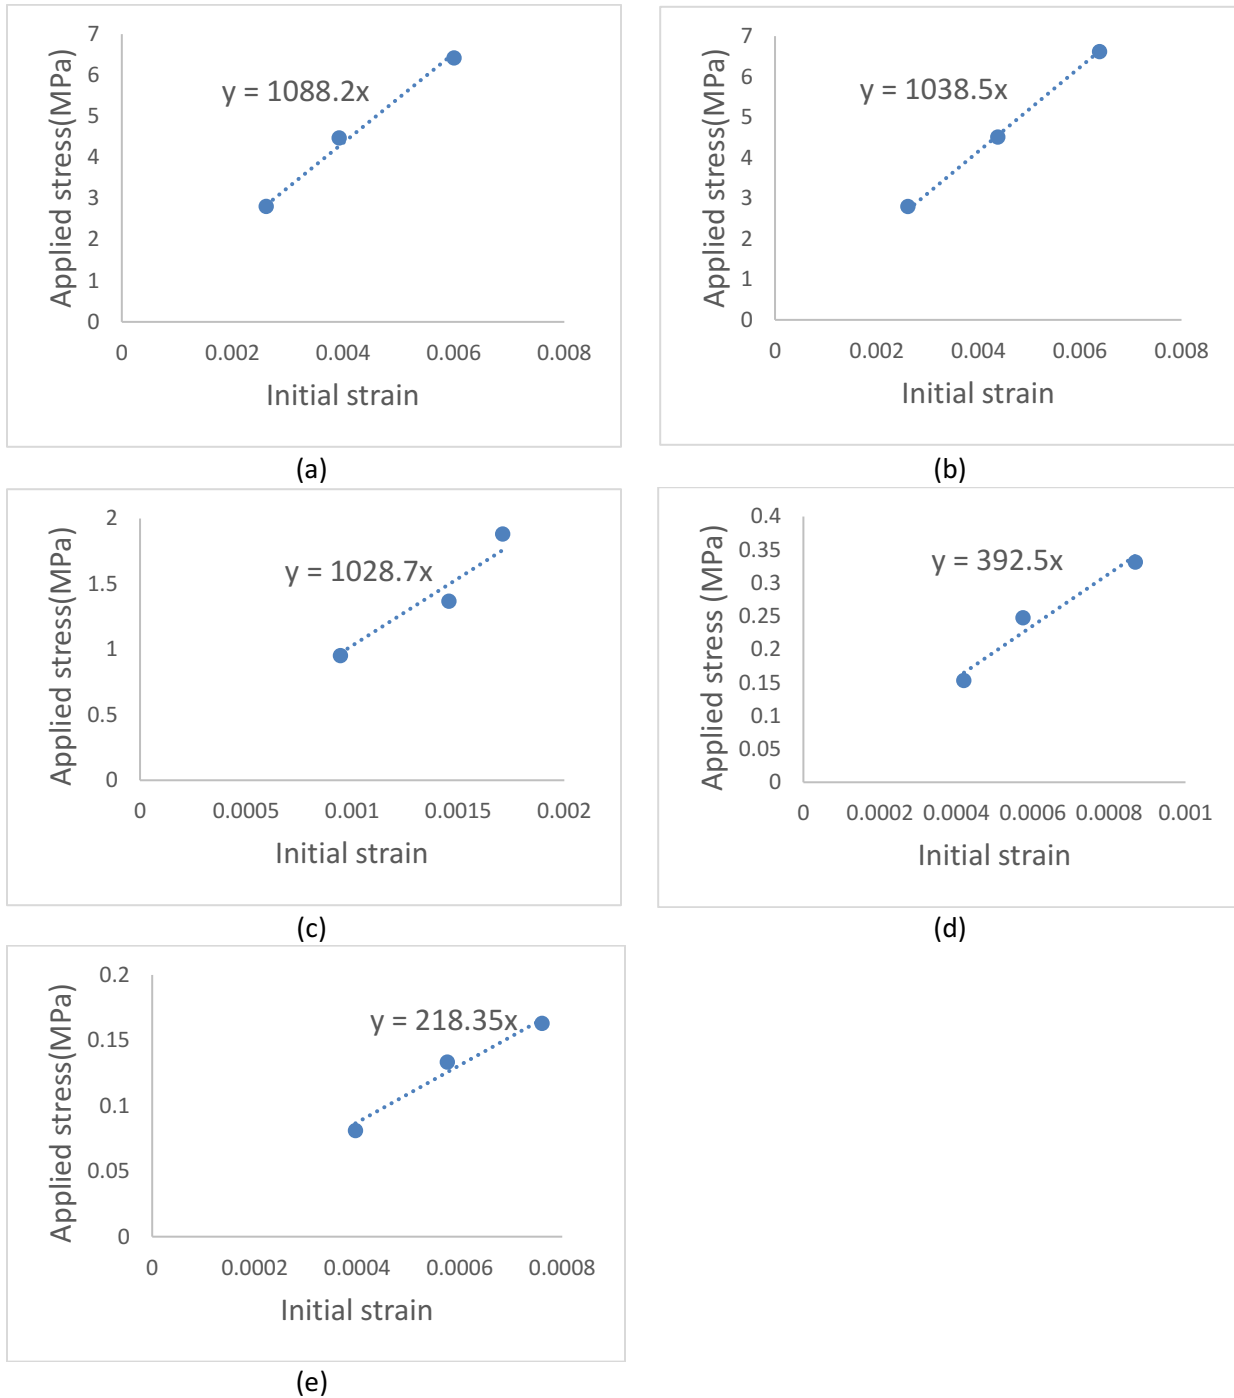 Applied stress(MPa)
7
6
5
4
3
2
1
0
y = 1088.2x
0 0.002 0.004 0.006 0.008
Initial strain
(a)
Applied stress(MPa)
7
6
5
4
3
2
1
0
y = 1038.5x
0 0.002 0.004 0.006 0.008
Initial strain
(b)
Applied stress(MPa)
2
1.5
1
0.5
0
y = 1028.7x
0 0.0005 0.001 0.0015 0.002
Initial strain
(c)
Applied stress (MPa)
0.4
0.35
0.3
0.25
0.2
0.15
0.1
0.05
0
y = 392.5x
0 0.0002 0.0004 0.0006 0.0008 0.001
Initial strain
(d)
Applied stress(MPa)
0.2
0.15
0.1
0.05
0
y = 218.35x
0 0.0002 0.0004 0.0006 0.0008
Initial strain
(e)